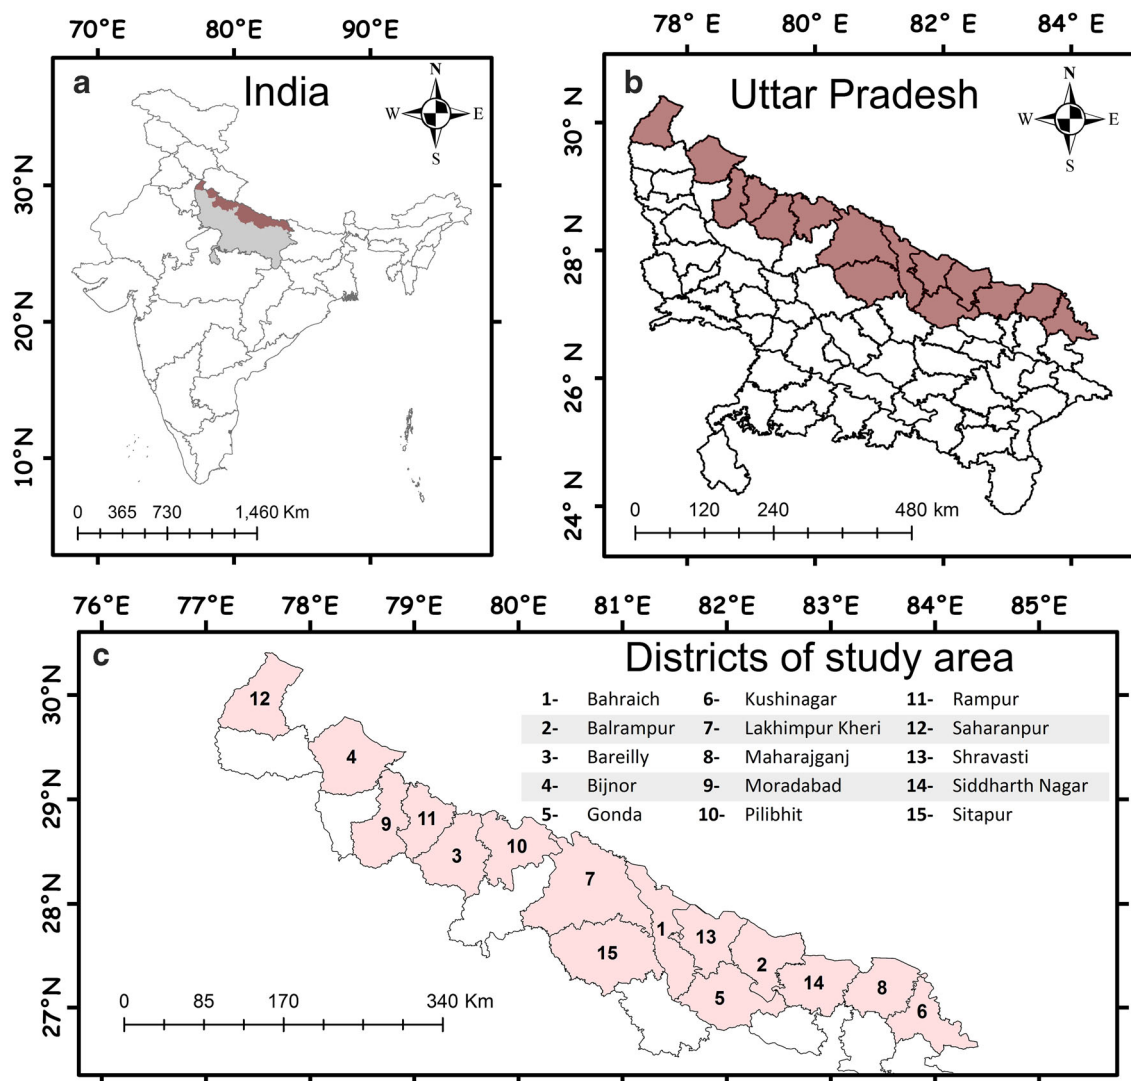 70°E 80°E 90°E
a India
N
W E
S
30°N
20°N
10°N
0 365 730 1,460 Km
78° E 80° E 82° E 84° E
b Uttar Pradesh
N
W E
S
30° N
28° N
26° N
24° N
0 120 240 480 km
76°E 77°E 78°E 79°E 80°E 81°E 82°E 83°E 84°E 85°E
c Districts of study area
1- Bahraich 6- Kushinagar 11- Rampur
2- Balrampur 7- Lakhimpur Kheri 12- Saharanpur
3- Bareilly 8- Maharajganj 13- Shravasti
4- Bijnor 9- Moradabad 14- Siddharth Nagar
5- Gonda 10- Pilibhit 15- Sitapur
30°N
29°N
28°N
27°N
12
4
9
11
3
10
7
1
13
15
2
14
5
8
6
0 85 170 340 Km